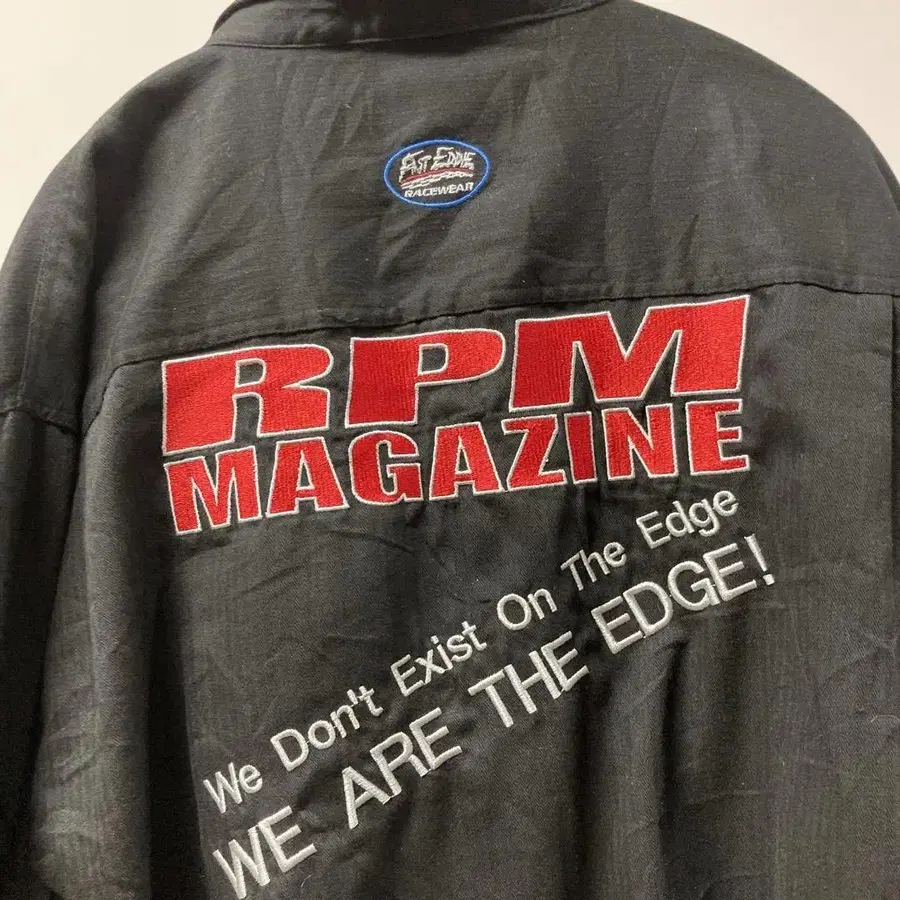 FAST EDDIE
RACEWEAR
RPM
MAGAZINE
We Don't Exist On The Edge
WE ARE THE EDGE!